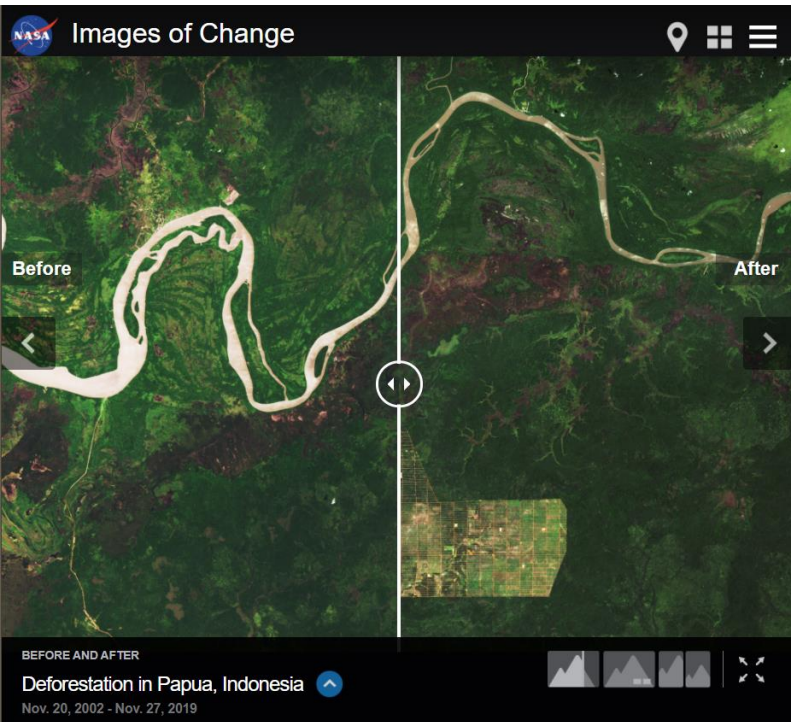 NASA
Images of Change
Before
After
BEFORE AND AFTER
Deforestation in Papua, Indonesia
Nov. 20, 2002 - Nov. 27, 2019